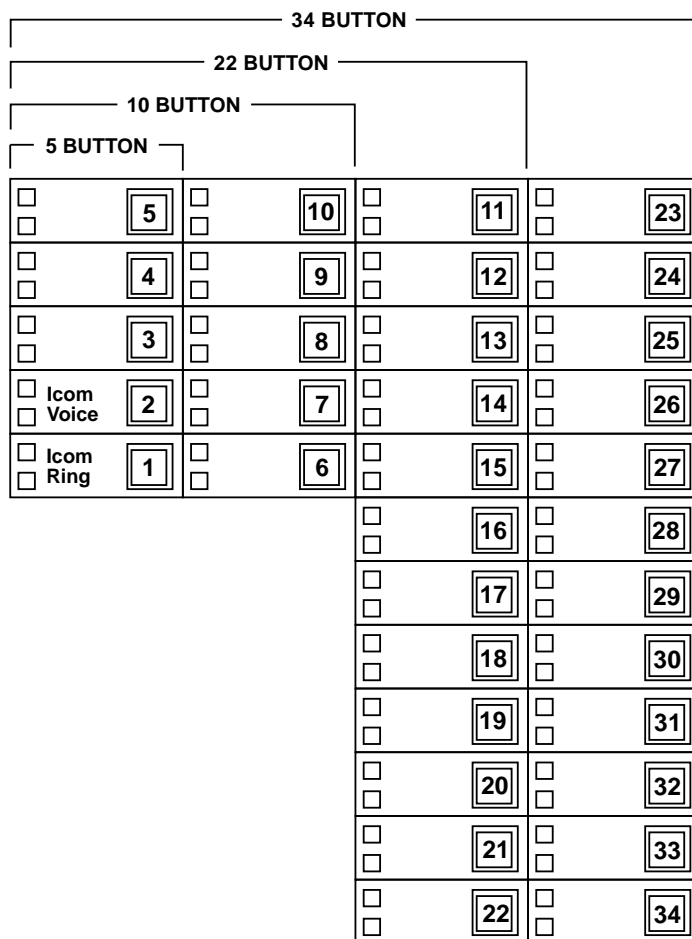 34 BUTTON
22 BUTTON
10 BUTTON
5 BUTTON
5 10 11 23
4 9 12 24
3 8 13 25
Icom Voice 2 7 14 26
Icom Ring 1 6 15 27
16 28
17 29
18 30
19 31
20 32
21 33
22 34